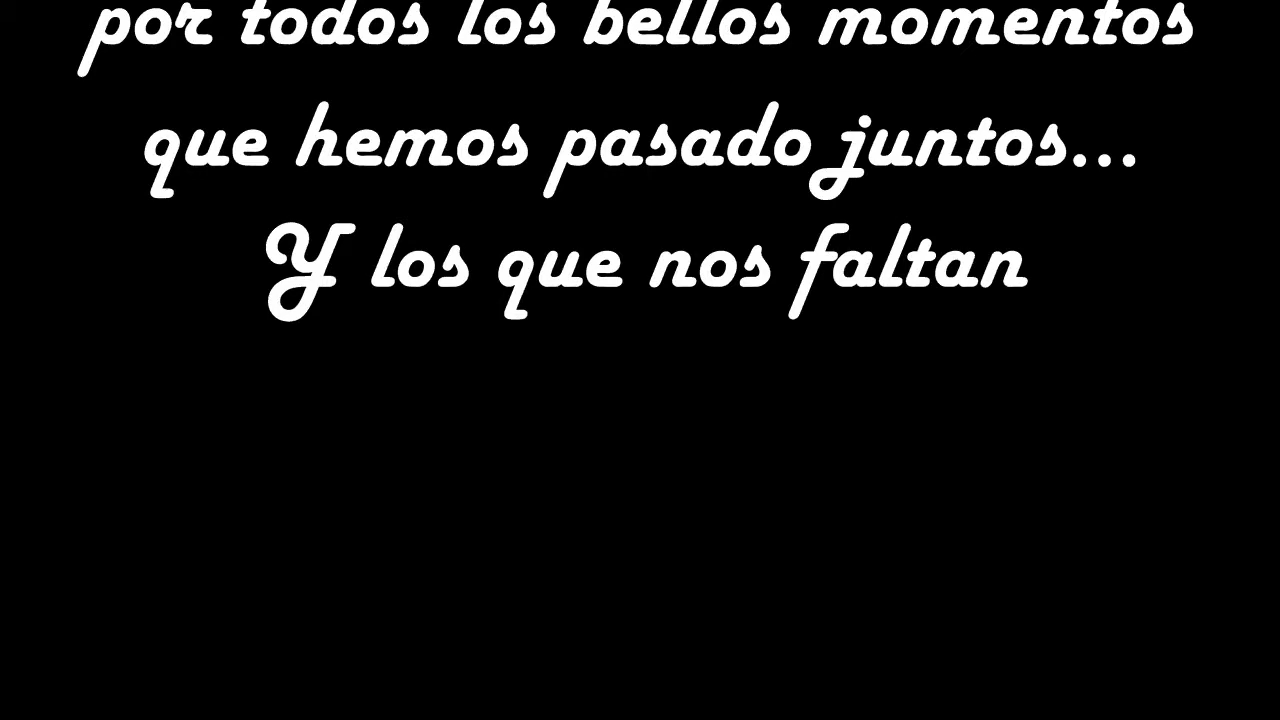 por todos los bellos momentos
que hemos pasado juntos...
Y los que nos faltan